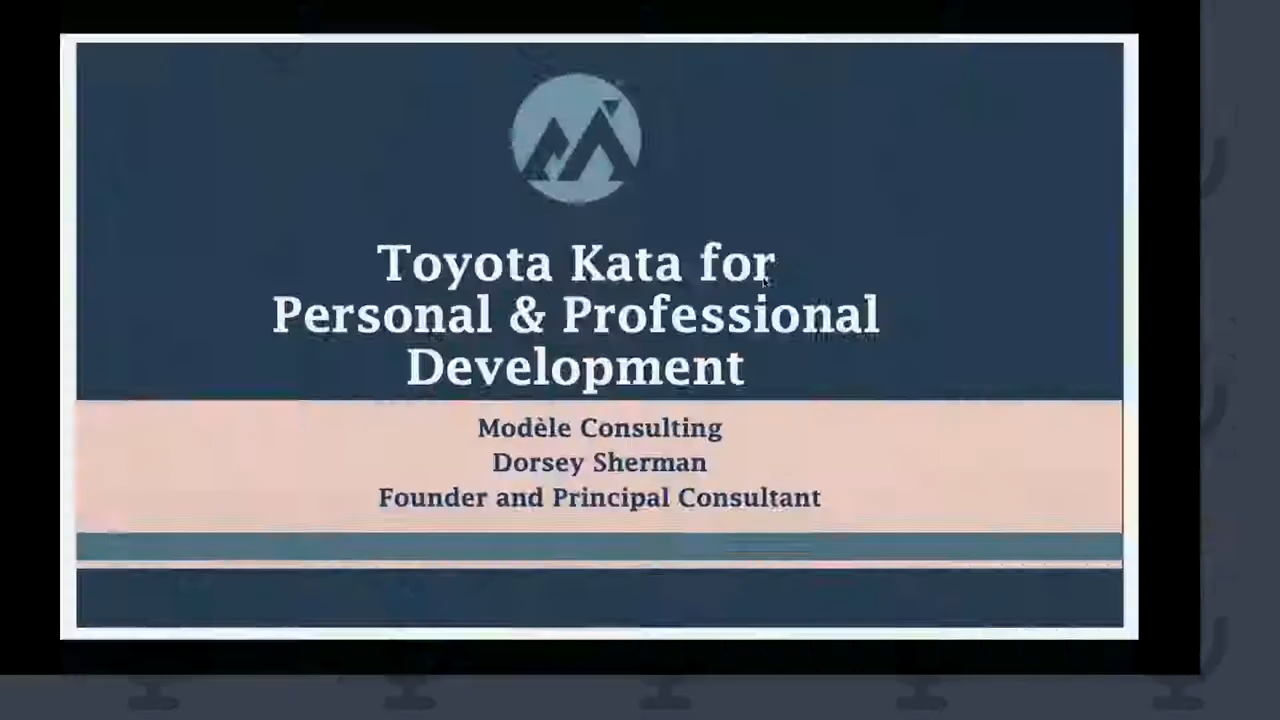 Toyota Kata for
Personal & Professional
Development
Modèle Consulting
Dorsey Sherman
Founder and Principal Consultant